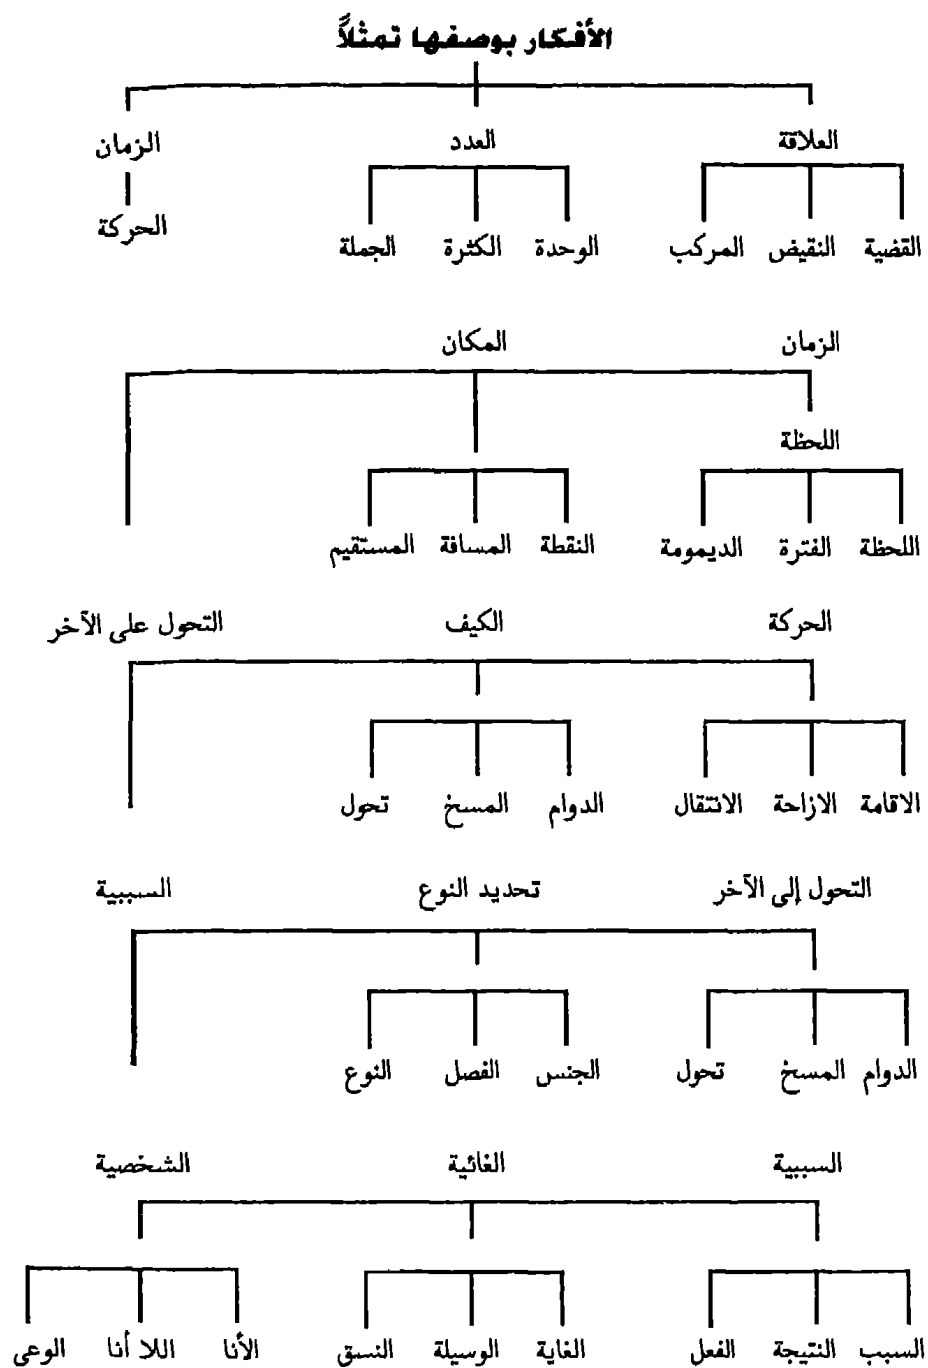 الأفكار بوصفها تمثلاً
العلاقة العدد الزمان
الحركة
القضية النقيض المركب الوحدة الكثرة الجملة
الزمان المكان
اللحظة
اللحظة الفترة الديمومة النقطة المسافة المستقيم
الحركة الكيف التحول على الآخر
الاقامة الازاحة الانتقال الدوام المسخ تحول
التحول إلى الآخر تحديد النوع السببية
الدوام المسخ تحول الجنس الفصل النوع
السببية الغائية الشخصية
السبب النتيجة الفعل الغاية الوسيلة النسق الأنا اللا أنا الوعى